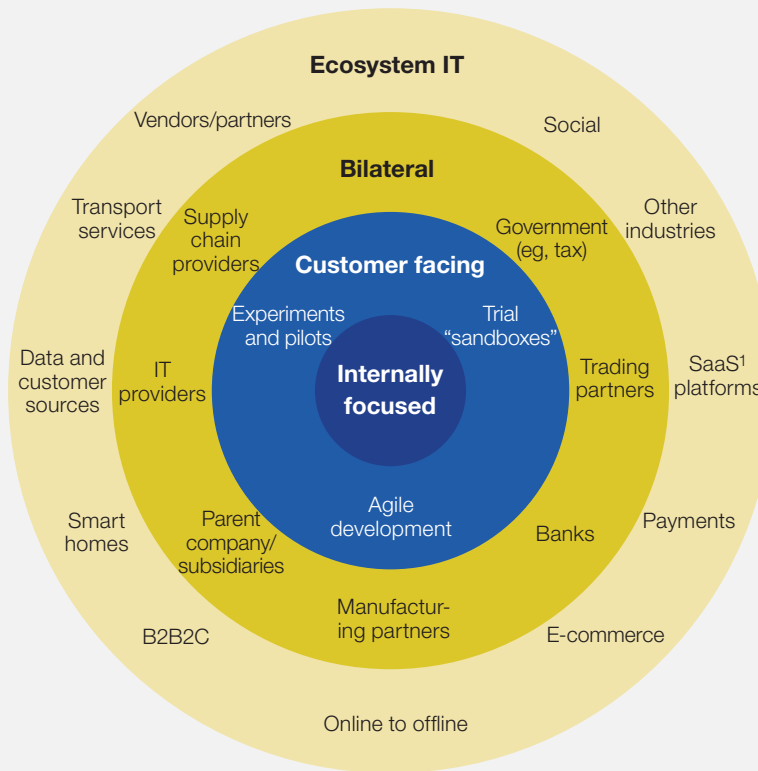 Ecosystem IT
Vendors/partners
Social
Bilateral
Transport
services
Supply
chain
providers
Government
(eg, tax)
Other
industries
Customer facing
Experiments
and pilots
Trial
“sandboxes”
Data and
customer
sources
IT
providers
Internally
focused
Trading
partners
SaaS¹
platforms
Smart
homes
Parent
company/
subsidiaries
Agile
development
Banks
Payments
B2B2C
Manufactur-
ing partners
E-commerce
Online to offline